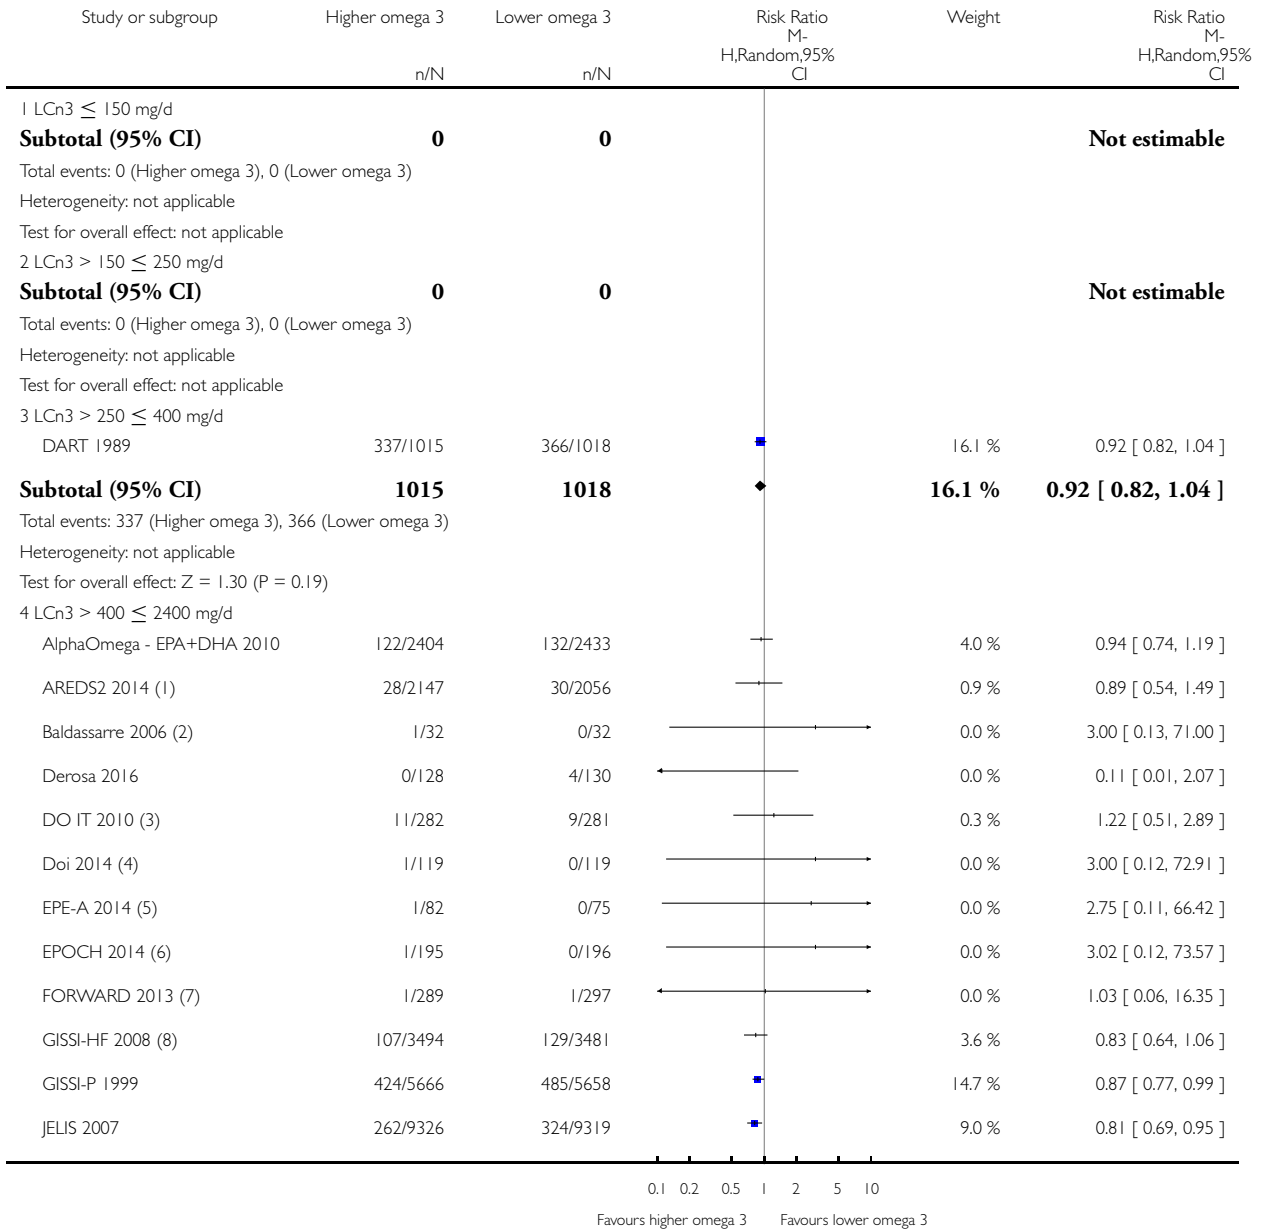 Study or subgroup Higher omega 3 Lower omega 3 Risk Ratio Weight Risk Ratio
M- M-
H,Random,95% H,Random,95%
n/N n/N CI CI
1 LCn3 ≤ 150 mg/d
Subtotal (95% CI) 0 0 Not estimable
Total events: 0 (Higher omega 3), 0 (Lower omega 3)
Heterogeneity: not applicable
Test for overall effect: not applicable
2 LCn3 > 150 ≤ 250 mg/d
Subtotal (95% CI) 0 0 Not estimable
Total events: 0 (Higher omega 3), 0 (Lower omega 3)
Heterogeneity: not applicable
Test for overall effect: not applicable
3 LCn3 > 250 ≤ 400 mg/d
DART 1989 337/1015 366/1018 16.1 % 0.92 [ 0.82, 1.04 ]
Subtotal (95% CI) 1015 1018 16.1 % 0.92 [ 0.82, 1.04 ]
Total events: 337 (Higher omega 3), 366 (Lower omega 3)
Heterogeneity: not applicable
Test for overall effect: Z = 1.30 (P = 0.19)
4 LCn3 > 400 ≤ 2400 mg/d
AlphaOmega - EPA+DHA 2010 122/2404 132/2433 4.0 % 0.94 [ 0.74, 1.19 ]
AREDS2 2014 (1) 28/2147 30/2056 0.9 % 0.89 [ 0.54, 1.49 ]
Baldassarre 2006 (2) 1/32 0/32 0.0 % 3.00 [ 0.13, 71.00 ]
Derosa 2016 0/128 4/130 0.0 % 0.11 [ 0.01, 2.07 ]
DO IT 2010 (3) 11/282 9/281 0.3 % 1.22 [ 0.51, 2.89 ]
Doi 2014 (4) 1/119 0/119 0.0 % 3.00 [ 0.12, 72.91 ]
EPE-A 2014 (5) 1/82 0/75 0.0 % 2.75 [ 0.11, 66.42 ]
EPOCH 2014 (6) 1/195 0/196 0.0 % 3.02 [ 0.12, 73.57 ]
FORWARD 2013 (7) 1/289 1/297 0.0 % 1.03 [ 0.06, 16.35 ]
GISSI-HF 2008 (8) 107/3494 129/3481 3.6 % 0.83 [ 0.64, 1.06 ]
GISSI-P 1999 424/5666 485/5658 14.7 % 0.87 [ 0.77, 0.99 ]
JELIS 2007 262/9326 324/9319 9.0 % 0.81 [ 0.69, 0.95 ]
0.1 0.2 0.5 1 2 5 10
Favours higher omega 3 Favours lower omega 3